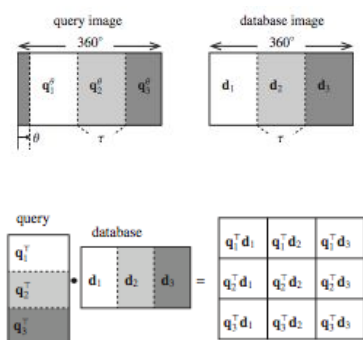 query image
database image
360°
360°
q₁^θ q₂^θ q₃^θ
d₁ d₂ d₃
θ
τ
τ
query
database
q₁^⊤
q₂^⊤
q₃^⊤
•
d₁ d₂ d₃
=
q₁^⊤d₁ q₁^⊤d₂ q₁^⊤d₃
q₂^⊤d₁ q₂^⊤d₂ q₂^⊤d₃
q₃^⊤d₁ q₃^⊤d₂ q₃^⊤d₃